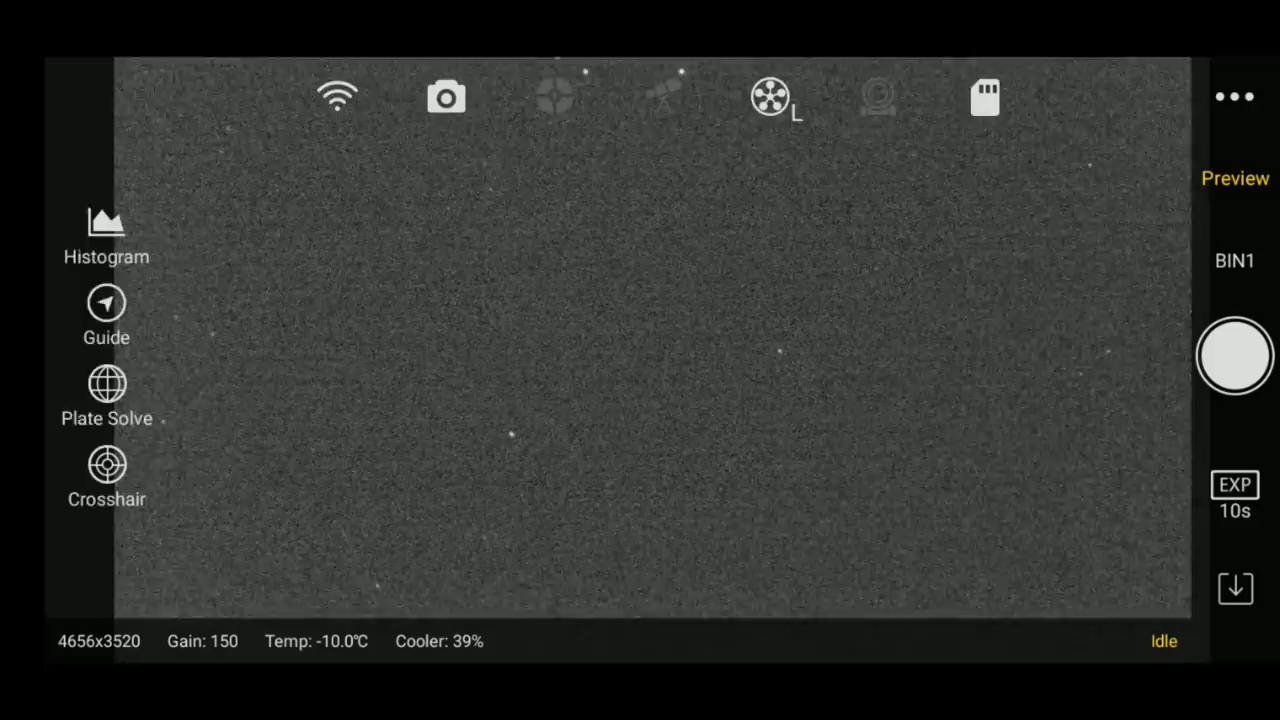 L
Preview
Histogram
BIN1
Guide
Plate Solve
Crosshair
EXP
10s
4656x3520 Gain: 150 Temp: -10.0℃ Cooler: 39% Idle